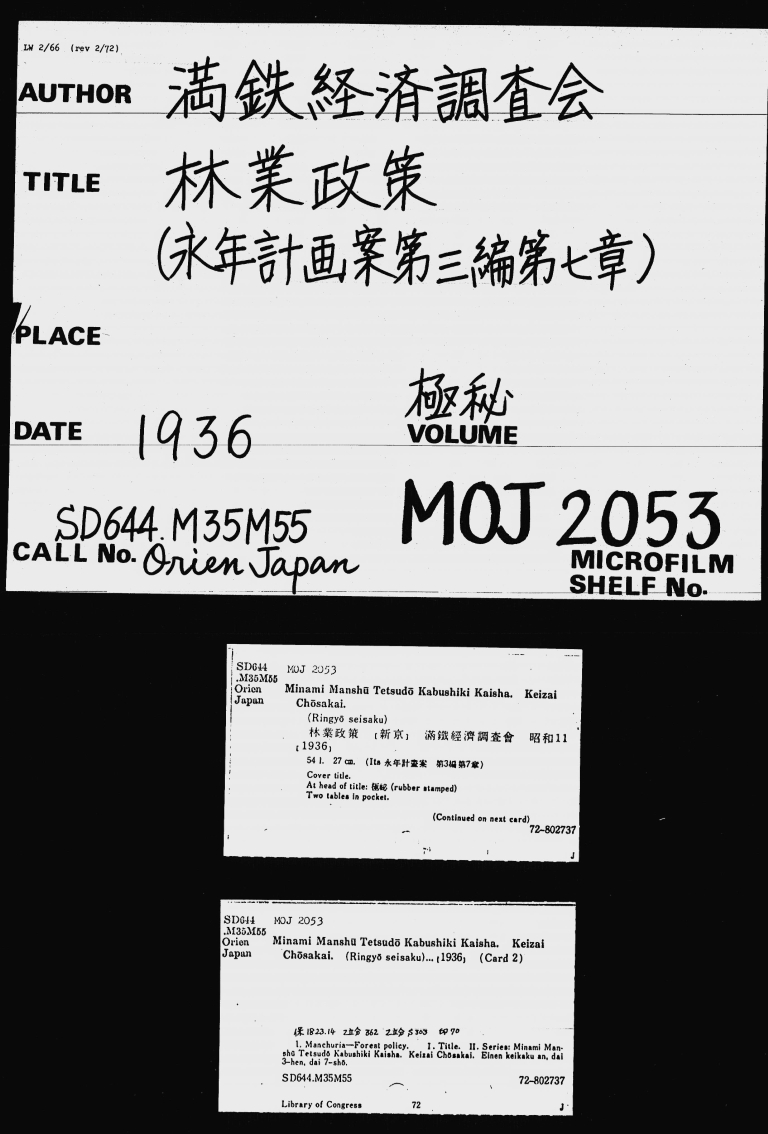 LW 2/66 (rev 2/72)
AUTHOR 満鉄経済調査会
TITLE 林業政策
(永年計画案第三編第七章)
PLACE
極秘
DATE 1936 VOLUME
SD644.M35M55 MOJ 2053
CALL No. Orien Japan MICROFILM
SHELF No.
SD644 MOJ 2053
.M35M55
Orien Minami Manshū Tetsudō Kabushiki Kaisha. Keizai
Japan Chōsakai.
(Ringyō seisaku)
林業政策 [新京] 滿鐵經濟調査會 昭和11
[1936]
54 l. 27 cm. (Its 永年計畫案 第3編第7章)
Cover title.
At head of title: 極秘 (rubber stamped)
Two tables in pocket.
(Continued on next card)
72-802737
J
SD644 MOJ 2053
.M35M55
Orien Minami Manshū Tetsudō Kabushiki Kaisha. Keizai
Japan Chōsakai. (Ringyō seisaku)... [1936] (Card 2)
1823.14 362 303 70
1. Manchuria—Forest policy. I. Title. II. Series: Minami Man-
shū Tetsudō Kabushiki Kaisha. Keizai Chōsakai. Einen keikaku an, dai
3-hen, dai 7-shō.
SD644.M35M55 72-802737
Library of Congress 72 J